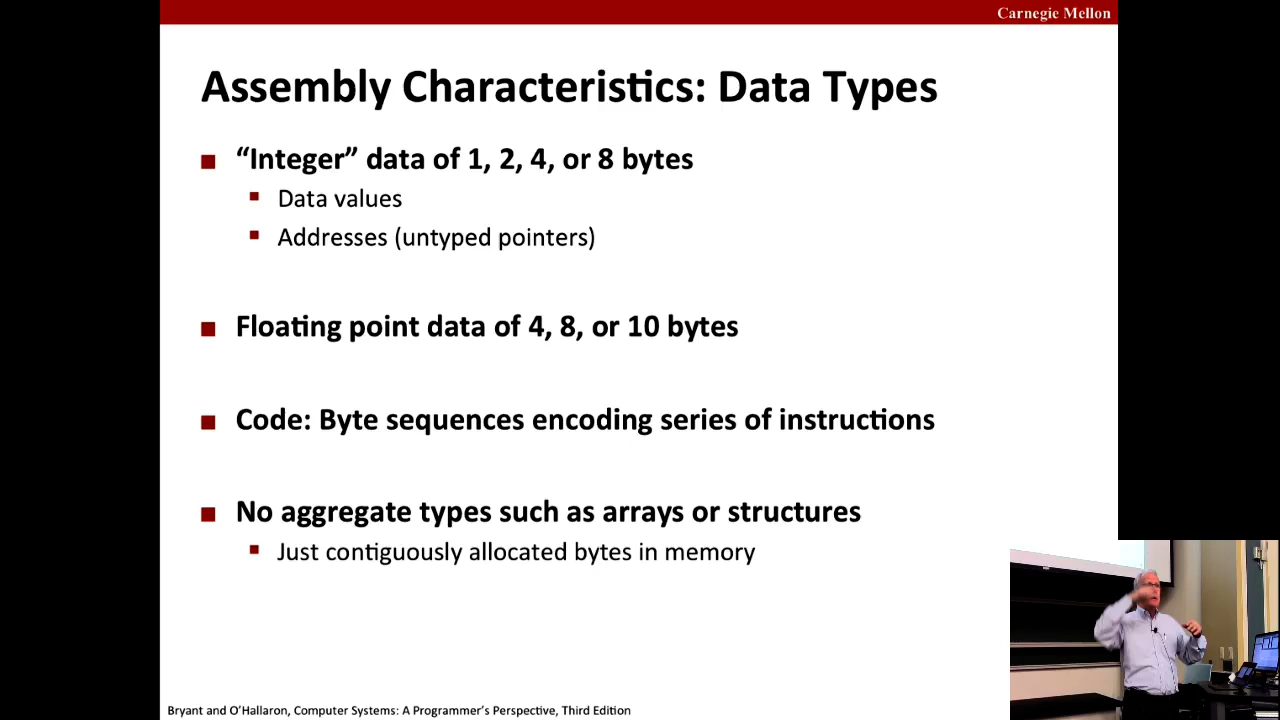 Carnegie Mellon
Assembly Characteristics: Data Types
“Integer” data of 1, 2, 4, or 8 bytes
Data values
Addresses (untyped pointers)
Floating point data of 4, 8, or 10 bytes
Code: Byte sequences encoding series of instructions
No aggregate types such as arrays or structures
Just contiguously allocated bytes in memory
Bryant and O’Hallaron, Computer Systems: A Programmer’s Perspective, Third Edition